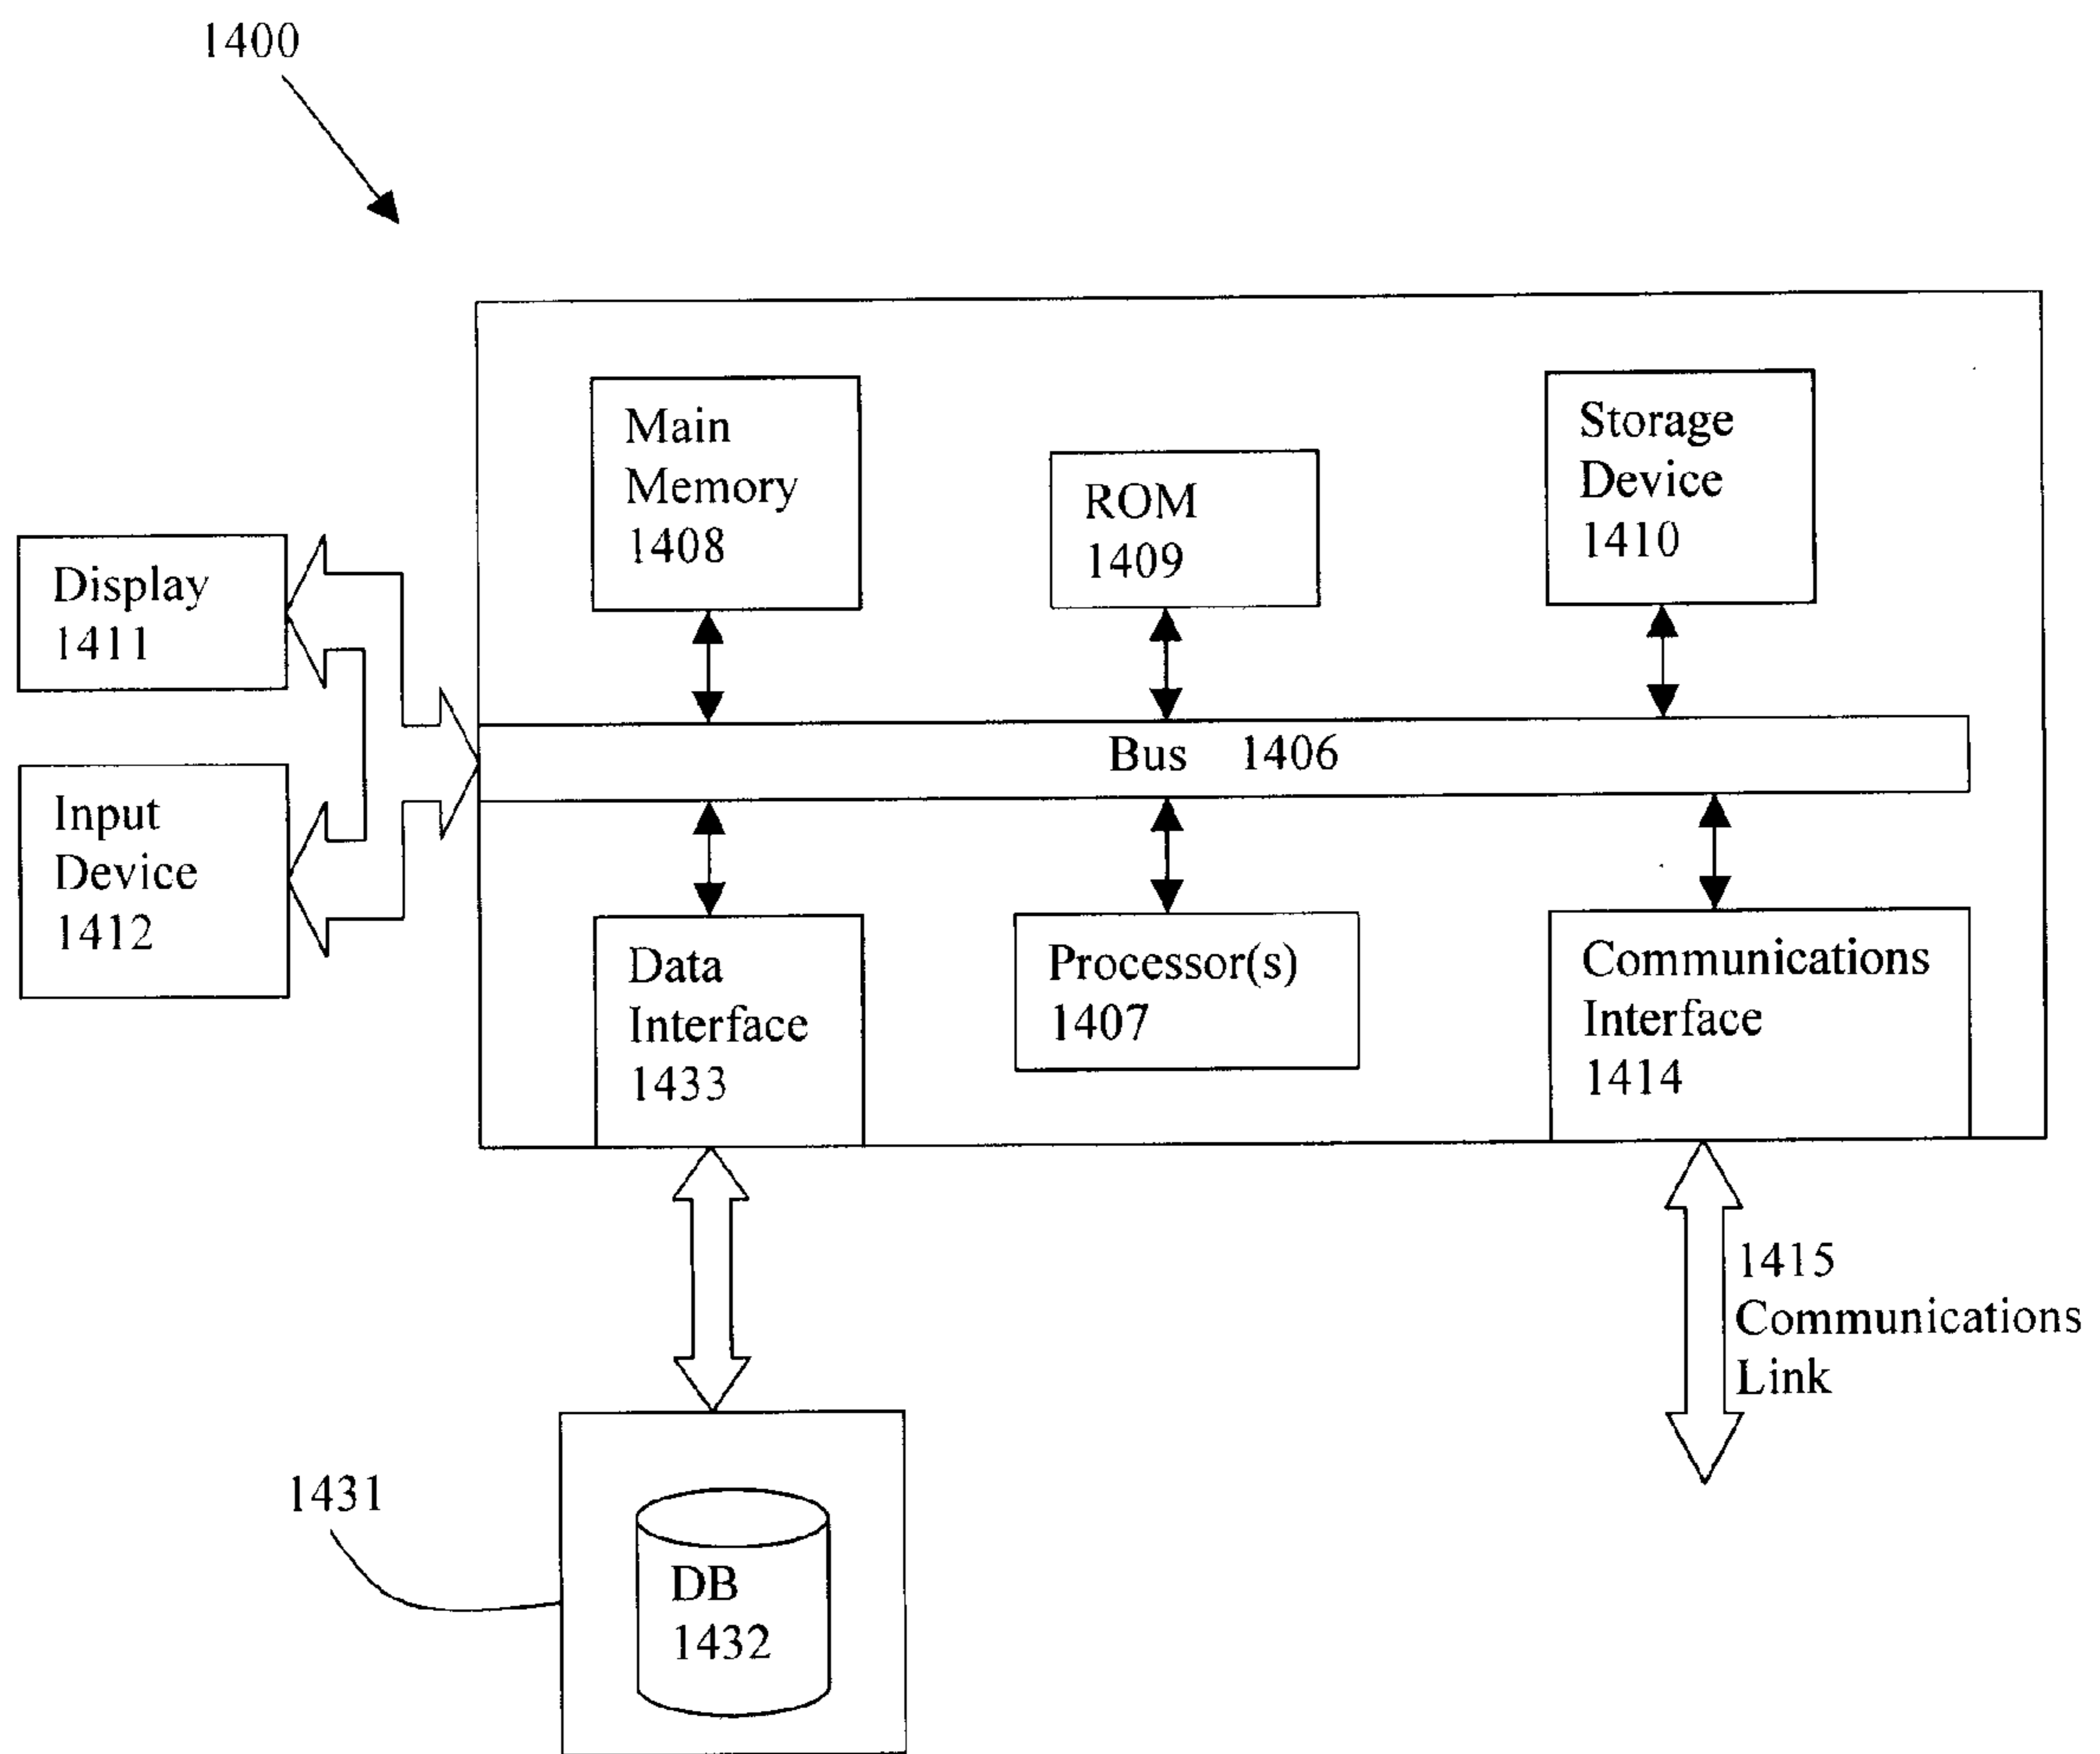 1400
Main
Memory
1408
ROM
1409
Storage
Device
1410
Display
1411
Bus 1406
Input
Device
1412
Data
Interface
1433
Processor(s)
1407
Communications
Interface
1414
1415
Communications
Link
1431
DB
1432